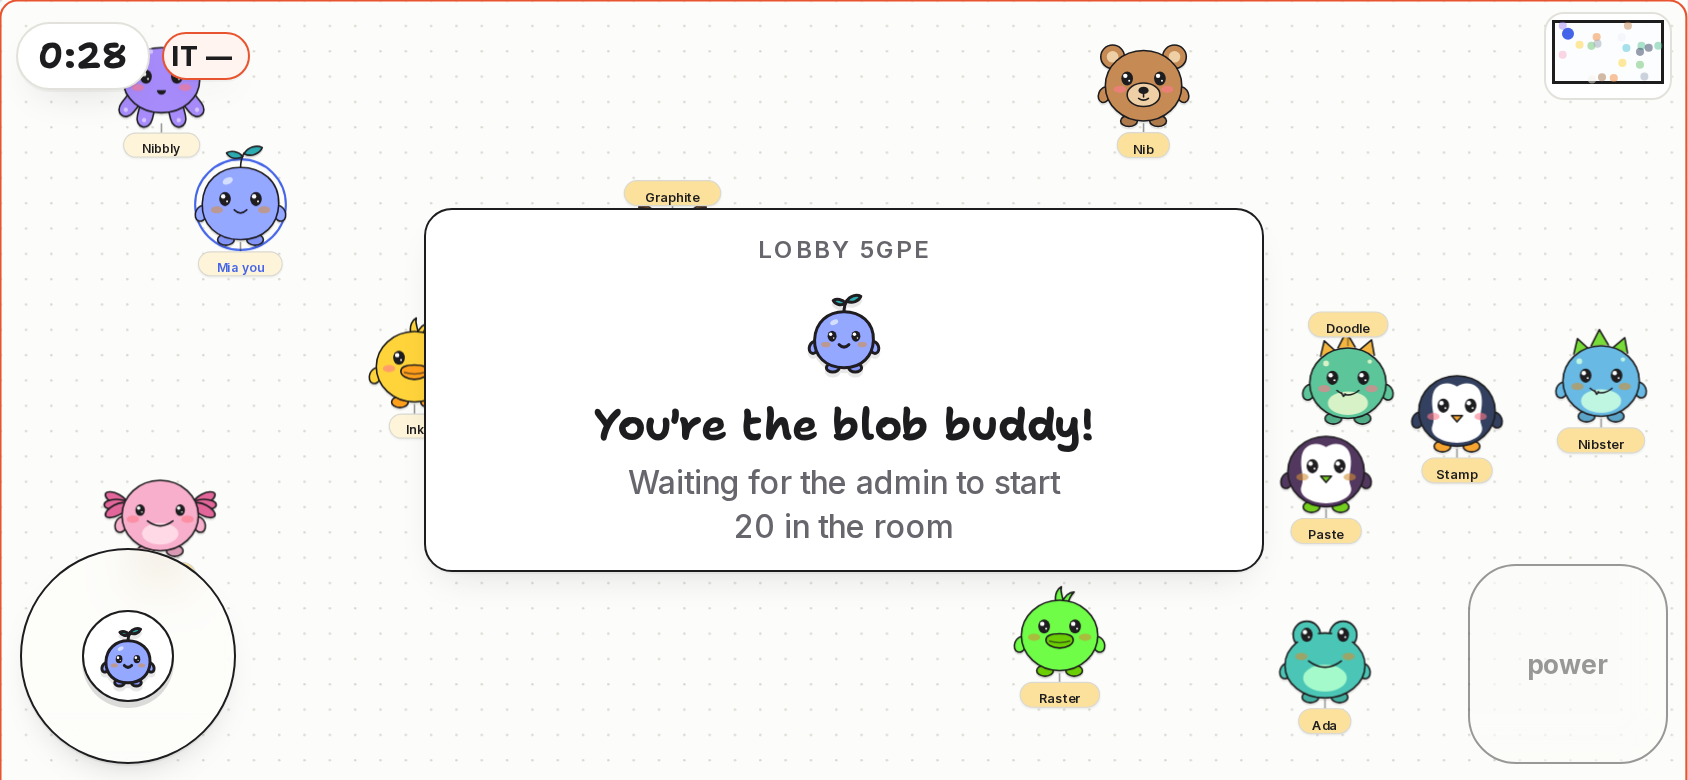 0:28
IT —
Nibbly
Nib
Graphite
Mia you
LOBBY 5GPE
You're the blob buddy!
Waiting for the admin to start
20 in the room
Ink
Doodle
Nibster
Stamp
Paste
Raster
Ada
power